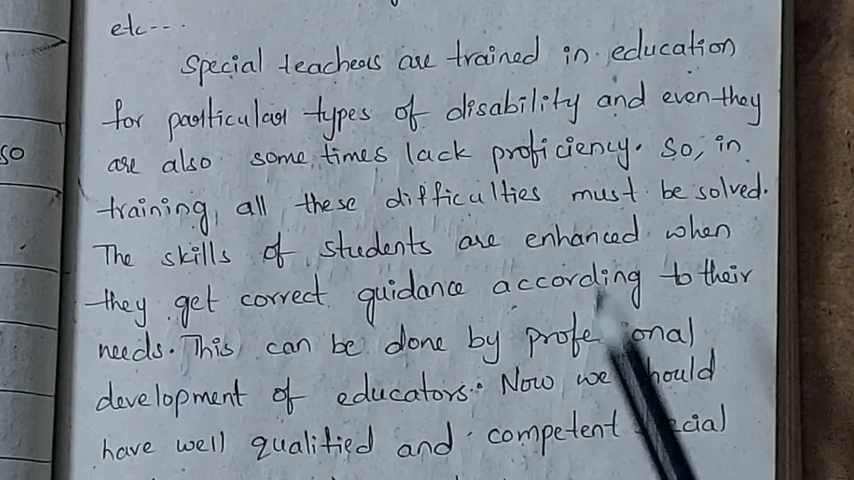 etc---
Special teachers are trained in education
for particular types of disability and even they
so
are also some times lack proficiency. So, in
training, all these difficulties must be solved.
The skills of students are enhanced when
they get correct guidance according to their
needs. This can be done by
development of educators. Now we
have well qualified and competent